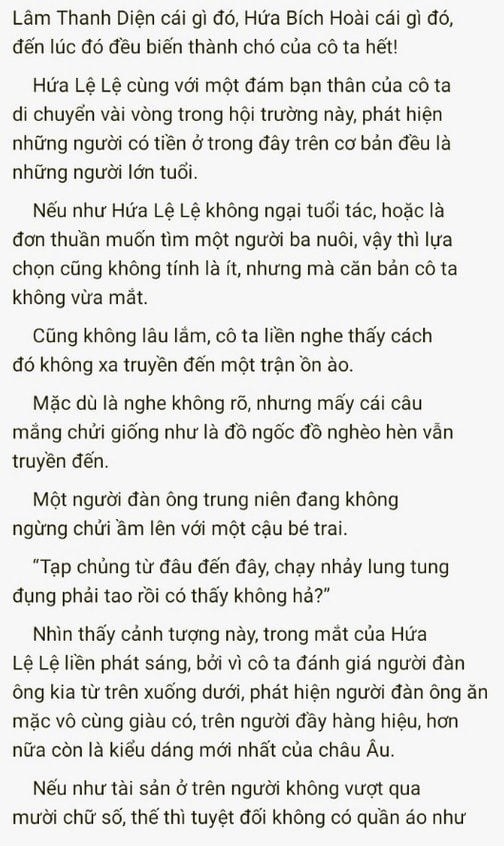 Lâm Thanh Diện cái gì đó, Hứa Bích Hoài cái gì đó,
đến lúc đó đều biến thành chó của cô ta hết!
Hứa Lệ Lệ cùng với một đám bạn thân của cô ta
di chuyển vài vòng trong hội trường này, phát hiện
những người có tiền ở trong đây trên cơ bản đều là
những người lớn tuổi.
Nếu như Hứa Lệ Lệ không ngại tuổi tác, hoặc là
đơn thuần muốn tìm một người ba nuôi, vậy thì lựa
chọn cũng không tính là ít, nhưng mà căn bản cô ta
không vừa mắt.
Cũng không lâu lắm, cô ta liền nghe thấy cách
đó không xa truyền đến một trận ồn ào.
Mặc dù là nghe không rõ, nhưng mấy cái câu
mắng chửi giống như là đồ ngốc đồ nghèo hèn vẫn
truyền đến.
Một người đàn ông trung niên đang không
ngừng chửi ầm lên với một cậu bé trai.
“Tạp chủng từ đâu đến đây, chạy nhảy lung tung
đụng phải tao rồi có thấy không hả?”
Nhìn thấy cảnh tượng này, trong mắt của Hứa
Lệ Lệ liền phát sáng, bởi vì cô ta đánh giá người đàn
ông kia từ trên xuống dưới, phát hiện người đàn ông ăn
mặc vô cùng giàu có, trên người đầy hàng hiệu, hơn
nữa còn là kiểu dáng mới nhất của châu Âu.
Nếu như tài sản ở trên người không vượt qua
mười chữ số, thế thì tuyệt đối không có quần áo như